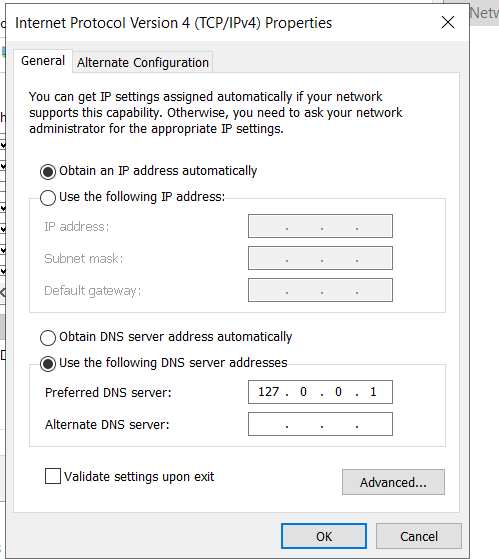 Netw
Internet Protocol Version 4 (TCP/IPv4) Properties
General
Alternate Configuration
You can get IP settings assigned automatically if your network
supports this capability. Otherwise, you need to ask your network
administrator for the appropriate IP settings.
Obtain an IP address automatically
Use the following IP address:
IP address:
. . .
Subnet mask:
. . .
Default gateway:
. . .
Obtain DNS server address automatically
Use the following DNS server addresses
Preferred DNS server:
127 . 0 . 0 . 1
Alternate DNS server:
. . .
Validate settings upon exit
Advanced...
OK
Cancel